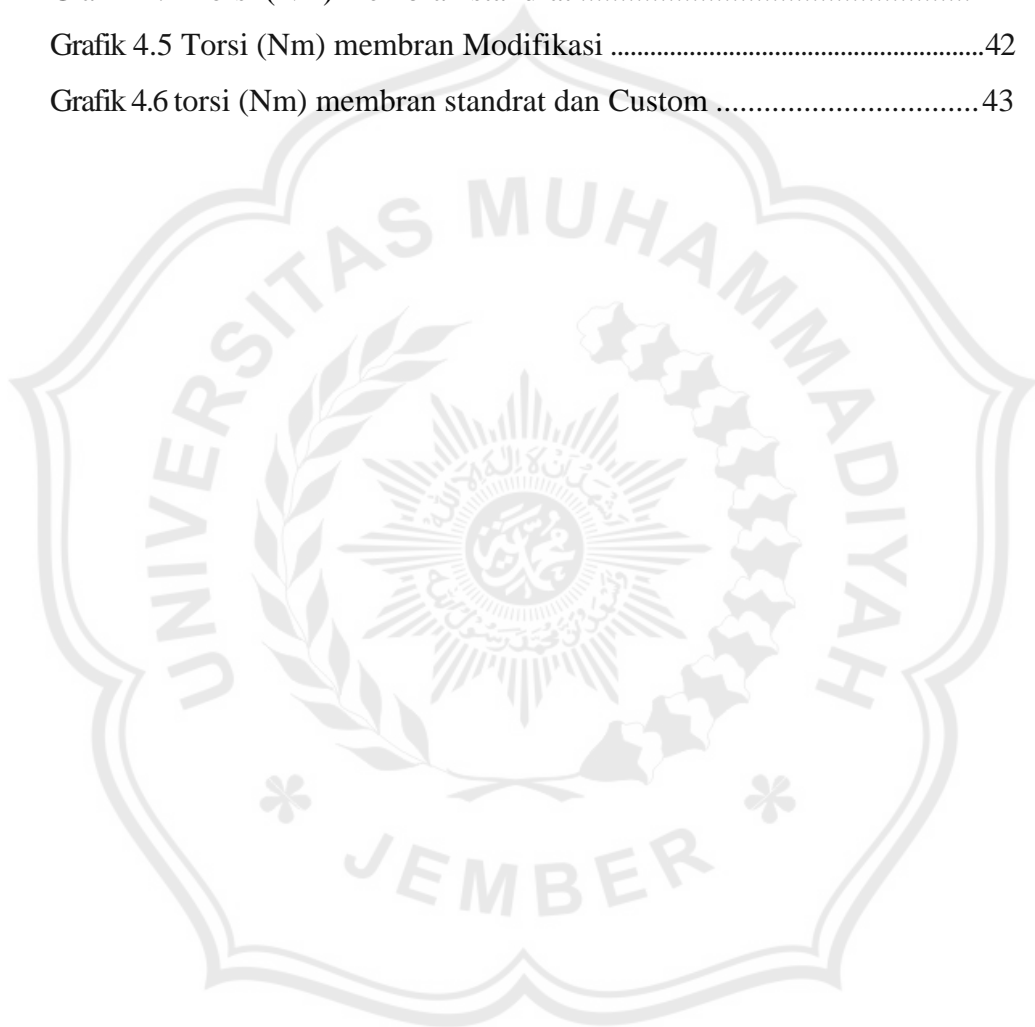 Grafik 4.5 Torsi (Nm) membran Modifikasi ........................................................42
Grafik 4.6 torsi (Nm) membran standrat dan Custom .................................43
UNIVERSITAS MUHAMMADIYAH
JEMBER